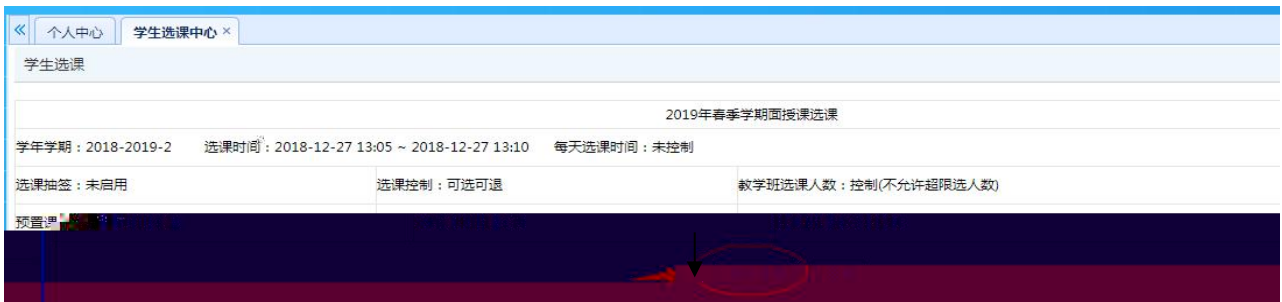 个人中心 学生选课中心
学生选课
2019年春季学期面授课选课
学年学期：2018-2019-2 选课时间：2018-12-27 13:05 ~ 2018-12-27 13:10 每天选课时间：未控制
选课抽签：未启用 选课控制：可选可退 教学班选课人数：控制(不允许超限选人数)
预置课